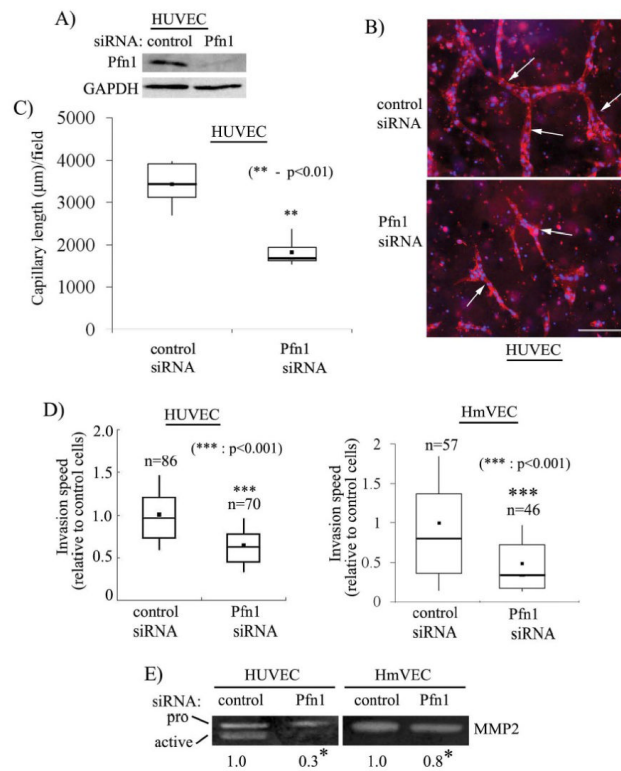 A)
HUVEC
siRNA: control Pfn1
Pfn1
GAPDH
B)
control
siRNA
Pfn1
siRNA
HUVEC
C)
HUVEC
(** - p<0.01)
**
Capillary length (µm)/field
5000
4000
3000
2000
1000
0
control
siRNA
Pfn1
siRNA
D)
HUVEC
(*** : p<0.001)
n=86
***
n=70
Invasion speed
(relative to control cells)
2.0
1.5
1.0
0.5
0
control
siRNA
Pfn1
siRNA
HmVEC
n=57
(*** : p<0.001)
***
n=46
Invasion speed
(relative to control cells)
2
1.5
1
0.5
0
control
siRNA
Pfn1
siRNA
E)
HUVEC HmVEC
siRNA: control Pfn1 control Pfn1
pro
active
MMP2
1.0 0.3* 1.0 0.8*